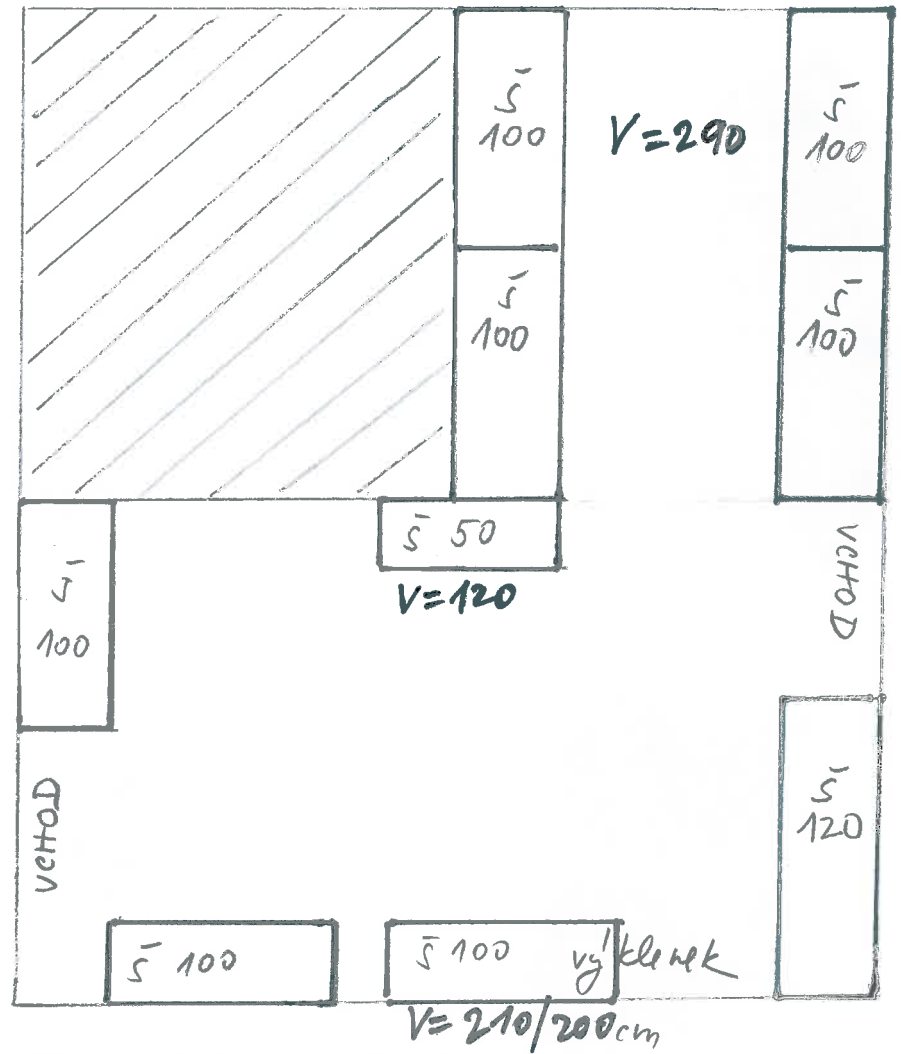 š
100
V=290
š
100
š
100
š
100
š 50
V=120
VCHOD
š
100
š
120
VCHOD
š 100
š 100
výklenek
V=210/200cm